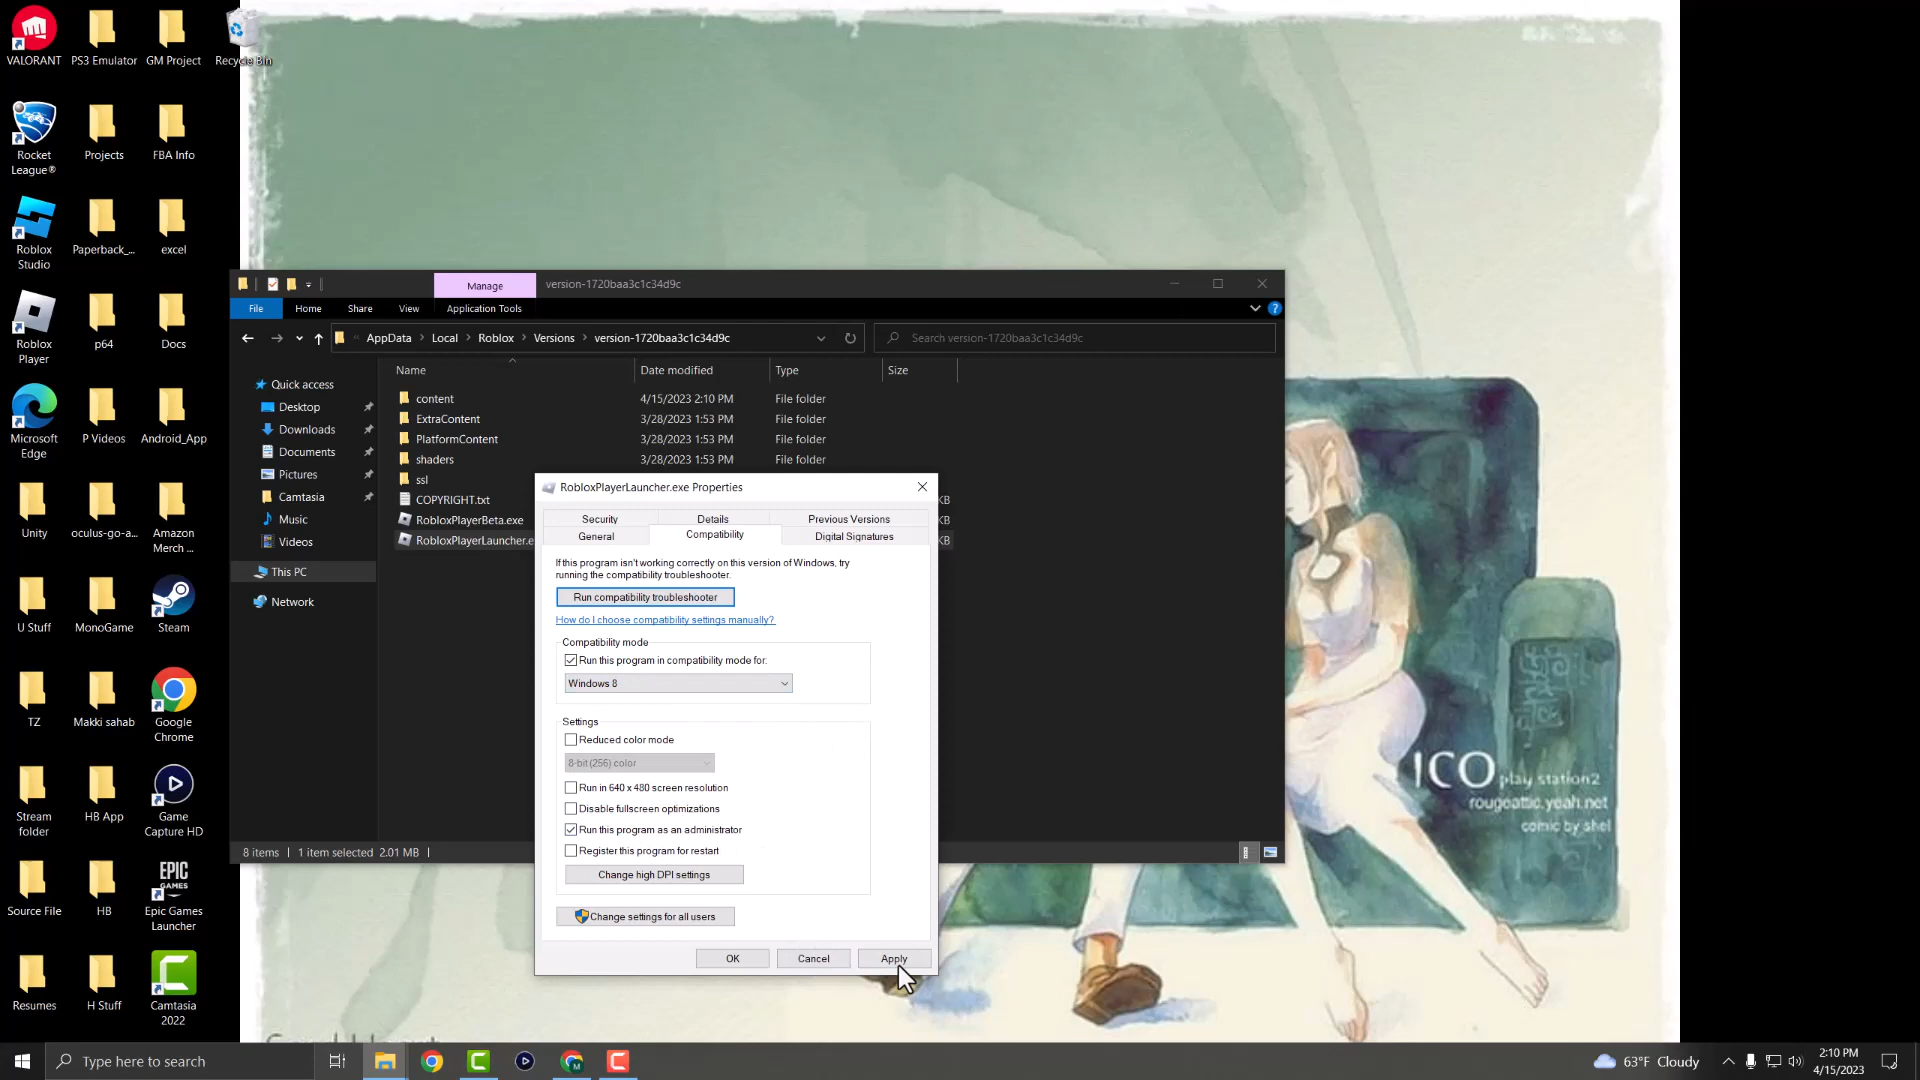 VALORANT
PS3 Emulator
GM Project
Recycle Bin
Rocket
League®
Projects
FBA Info
Roblox
Studio
Paperback_...
excel
Roblox
Player
p64
Docs
Microsoft
Edge
P Videos
Android_App
Unity
oculus-go-a...
Amazon
Merch ...
U Stuff
MonoGame
Steam
TZ
Makki sahab
Google
Chrome
Stream
folder
HB App
Game
Capture HD
EPIC
GAMES
Source File
HB
Epic Games
Launcher
Resumes
H Stuff
Camtasia
2022
Manage
version-1720baa3c1c34d9c
File
Home
Share
View
Application Tools
AppData
Local
Roblox
Versions
version-1720baa3c1c34d9c
Search version-1720baa3c1c34d9c
Name
Date modified
Type
Size
Quick access
Desktop
Downloads
Documents
Pictures
Camtasia
Music
Videos
This PC
Network
content 4/15/2023 2:10 PM File folder
ExtraContent 3/28/2023 1:53 PM File folder
PlatformContent 3/28/2023 1:53 PM File folder
shaders 3/28/2023 1:53 PM File folder
ssl
COPYRIGHT.txt KB
RobloxPlayerBeta.exe KB
RobloxPlayerLauncher.e KB
8 items
1 item selected 2.01 MB
RobloxPlayerLauncher.exe Properties
Security
Details
Previous Versions
General
Compatibility
Digital Signatures
If this program isn't working correctly on this version of Windows, try
running the compatibility troubleshooter.
Run compatibility troubleshooter
How do I choose compatibility settings manually?
Compatibility mode
Run this program in compatibility mode for:
Windows 8
Settings
Reduced color mode
8-bit (256) color
Run in 640 x 480 screen resolution
Disable fullscreen optimizations
Run this program as an administrator
Register this program for restart
Change high DPI settings
Change settings for all users
OK
Cancel
Apply
ICO play station2
rougeattic.yeah.net
comic by shel
Type here to search
63°F Cloudy
2:10 PM
4/15/2023